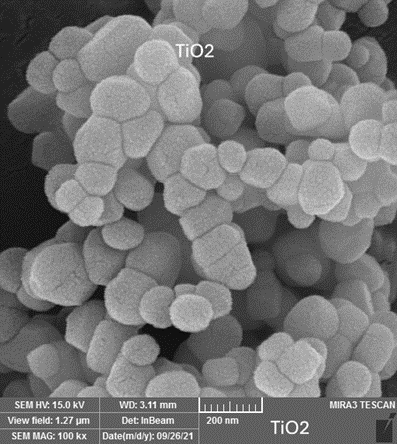 TiO2
SEM HV: 15.0 kV WD: 3.11 mm MIRA3 TESCAN
View field: 1.27 µm Det: InBeam 200 nm
SEM MAG: 100 kx Date(m/d/y): 09/26/21 TiO2